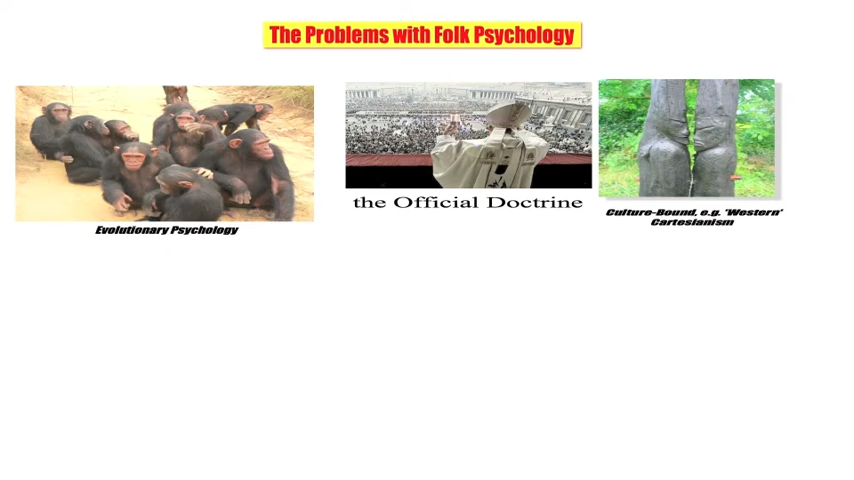 The Problems with Folk Psychology
Evolutionary Psychology
the Official Doctrine
Culture-Bound, e.g. 'Western'
Cartesianism